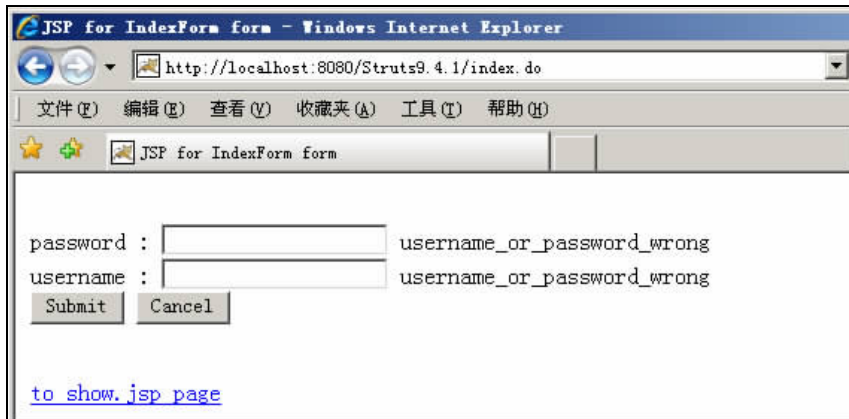 JSP for IndexForm form - Windows Internet Explorer
http://localhost:8080/Struts9.4.1/index.do
文件(F) 编辑(E) 查看(V) 收藏夹(A) 工具(T) 帮助(H)
JSP for IndexForm form
password : username_or_password_wrong
username : username_or_password_wrong
Submit Cancel
to show.jsp page